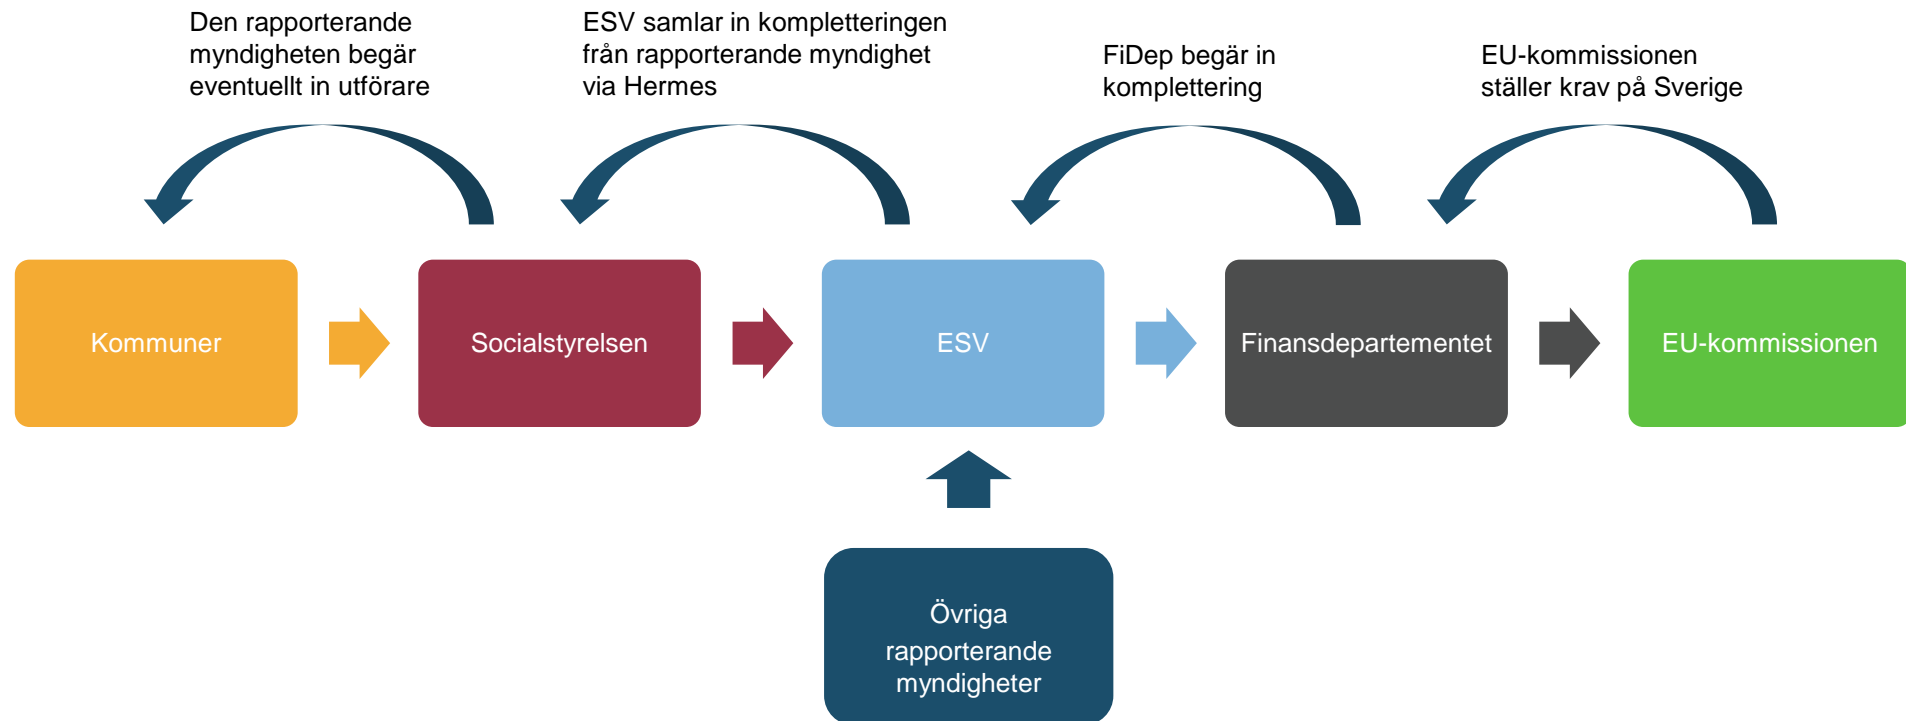 Den rapporterande
myndigheten begär
eventuellt in utförare
ESV samlar in kompletteringen
från rapporterande myndighet
via Hermes
FiDep begär in
komplettering
EU-kommissionen
ställer krav på Sverige
Kommuner
Socialstyrelsen
ESV
Finansdepartementet
EU-kommissionen
Övriga
rapporterande
myndigheter